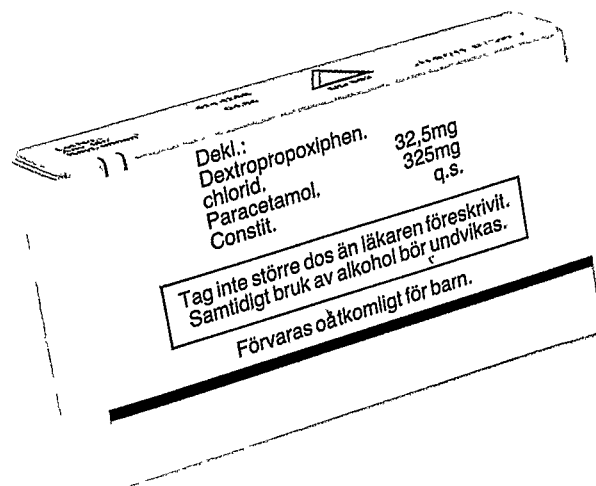 Dekl.:
Dextropropoxiphen. 32,5mg
chlorid. 325mg
Paracetamol, q.s.
Constit.
Tag inte större dos än läkaren föreskrivit.
Samtidigt bruk av alkohol bör undvikas.
Förvaras oåtkomligt för barn.